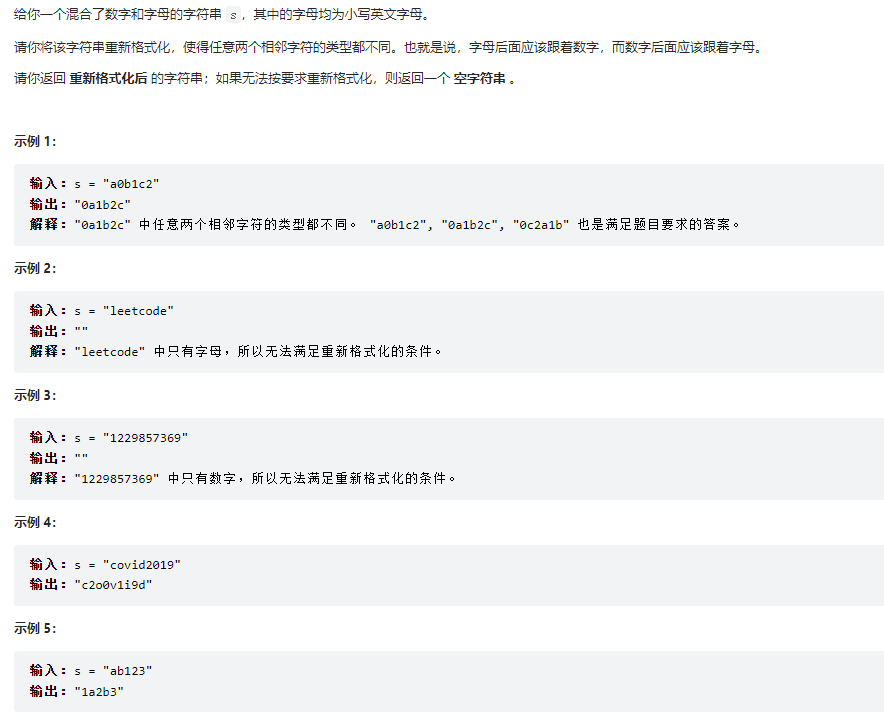 给你一个混合了数字和字母的字符串 s，其中的字母均为小写英文字母。
请你将该字符串重新格式化，使得任意两个相邻字符的类型都不同。也就是说，字母后面应该跟着数字，而数字后面应该跟着字母。
请你返回 重新格式化后 的字符串；如果无法按要求重新格式化，则返回一个 空字符串 。
示例 1：
输入：s = "a0b1c2"
输出："0a1b2c"
解释："0a1b2c" 中任意两个相邻字符的类型都不同。 "a0b1c2", "0a1b2c", "0c2a1b" 也是满足题目要求的答案。
示例 2：
输入：s = "leetcode"
输出：""
解释："leetcode" 中只有字母，所以无法满足重新格式化的条件。
示例 3：
输入：s = "1229857369"
输出：""
解释："1229857369" 中只有数字，所以无法满足重新格式化的条件。
示例 4：
输入：s = "covid2019"
输出："c2o0v1i9d"
示例 5：
输入：s = "ab123"
输出："1a2b3"